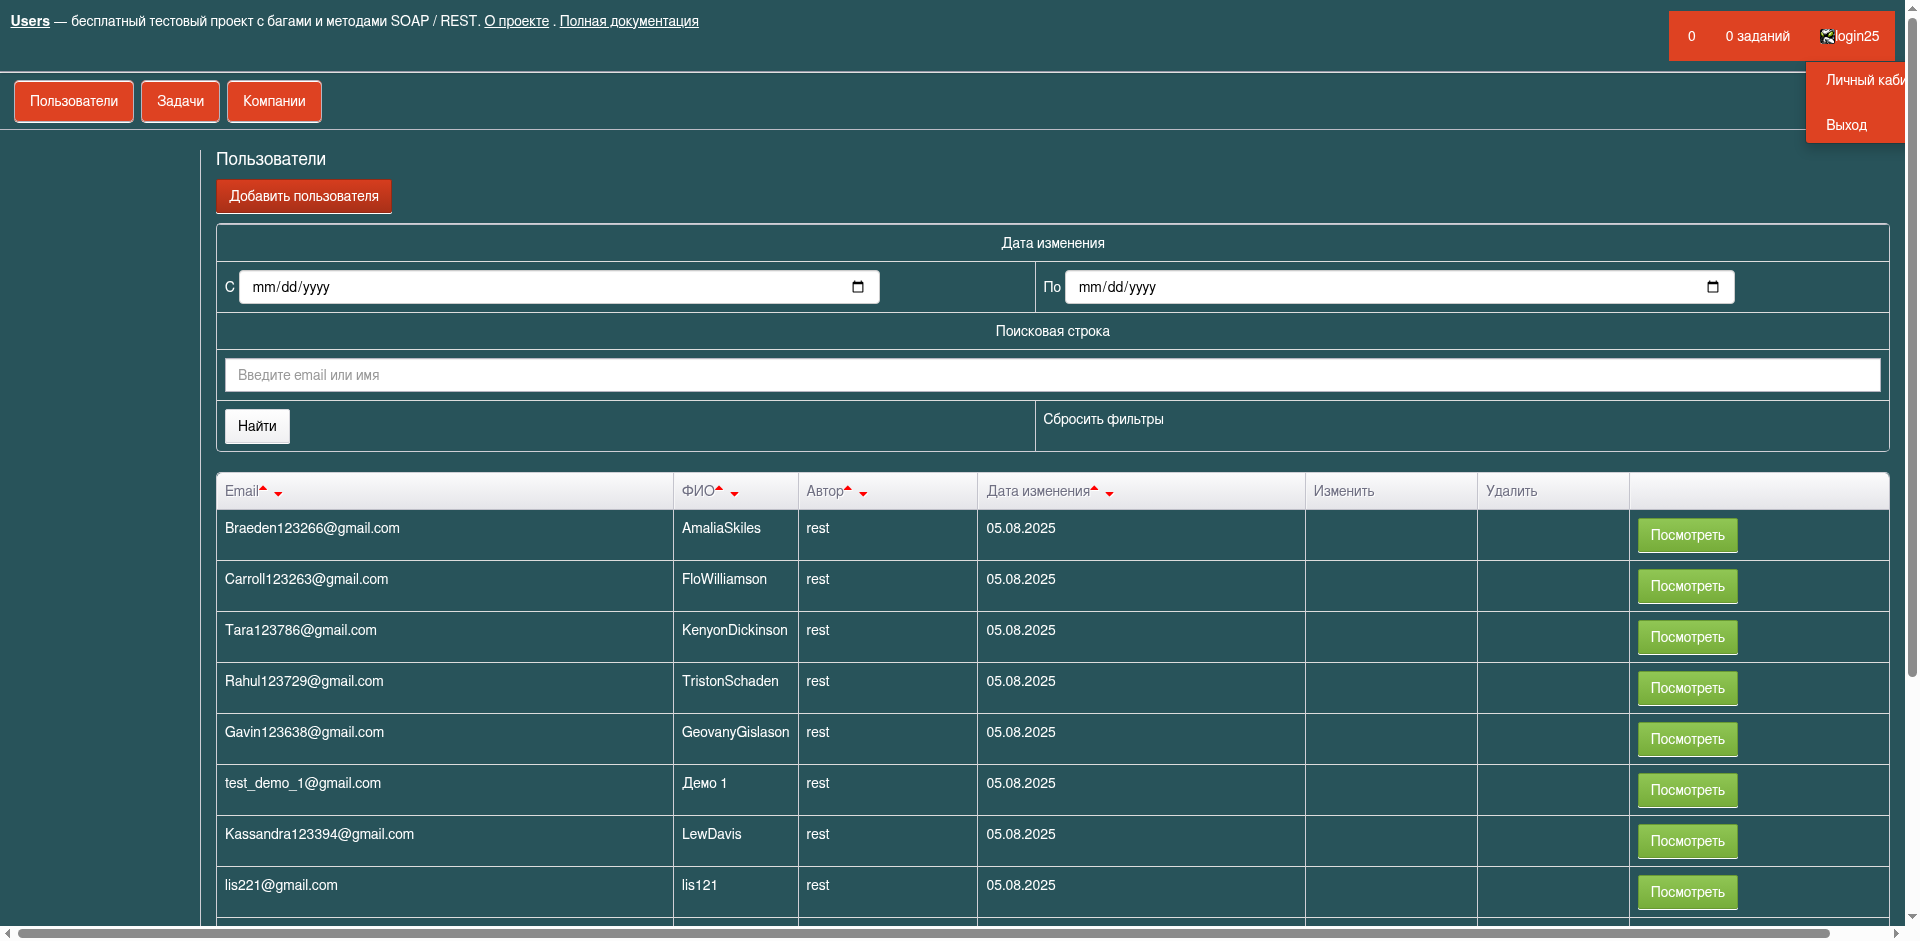 Users — бесплатный тестовый проект с багами и методами SOAP / REST. О проекте . Полная документация
0 0 заданий login25
Личный каби
Выход
Пользователи Задачи Компании
Пользователи
Добавить пользователя
Дата изменения
С mm/dd/yyyy По mm/dd/yyyy
Поисковая строка
Введите email или имя
Найти Сбросить фильтры
Email ФИО Автор Дата изменения Изменить Удалить
Braeden123266@gmail.com AmaliaSkiles rest 05.08.2025 Посмотреть
Carroll123263@gmail.com FloWilliamson rest 05.08.2025 Посмотреть
Tara123786@gmail.com KenyonDickinson rest 05.08.2025 Посмотреть
Rahul123729@gmail.com TristonSchaden rest 05.08.2025 Посмотреть
Gavin123638@gmail.com GeovanyGislason rest 05.08.2025 Посмотреть
test_demo_1@gmail.com Демо 1 rest 05.08.2025 Посмотреть
Kassandra123394@gmail.com LewDavis rest 05.08.2025 Посмотреть
lis221@gmail.com lis121 rest 05.08.2025 Посмотреть